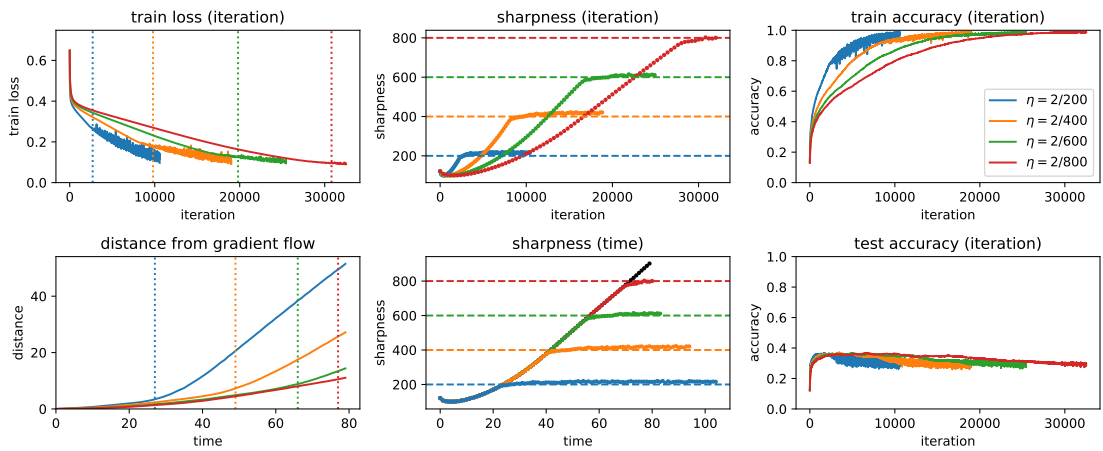 train loss (iteration)
train loss
0.6
0.4
0.2
0.0
0
10000
20000
30000
iteration
sharpness (iteration)
sharpness
800
600
400
200
0
10000
20000
30000
iteration
train accuracy (iteration)
accuracy
1.0
0.8
0.6
0.4
0.2
0.0
η = 2/200
η = 2/400
η = 2/600
η = 2/800
0
10000
20000
30000
iteration
distance from gradient flow
distance
40
20
0
0
20
40
60
80
time
sharpness (time)
sharpness
800
600
400
200
0
20
40
60
80
100
time
test accuracy (iteration)
accuracy
1.0
0.8
0.6
0.4
0.2
0.0
0
10000
20000
30000
iteration